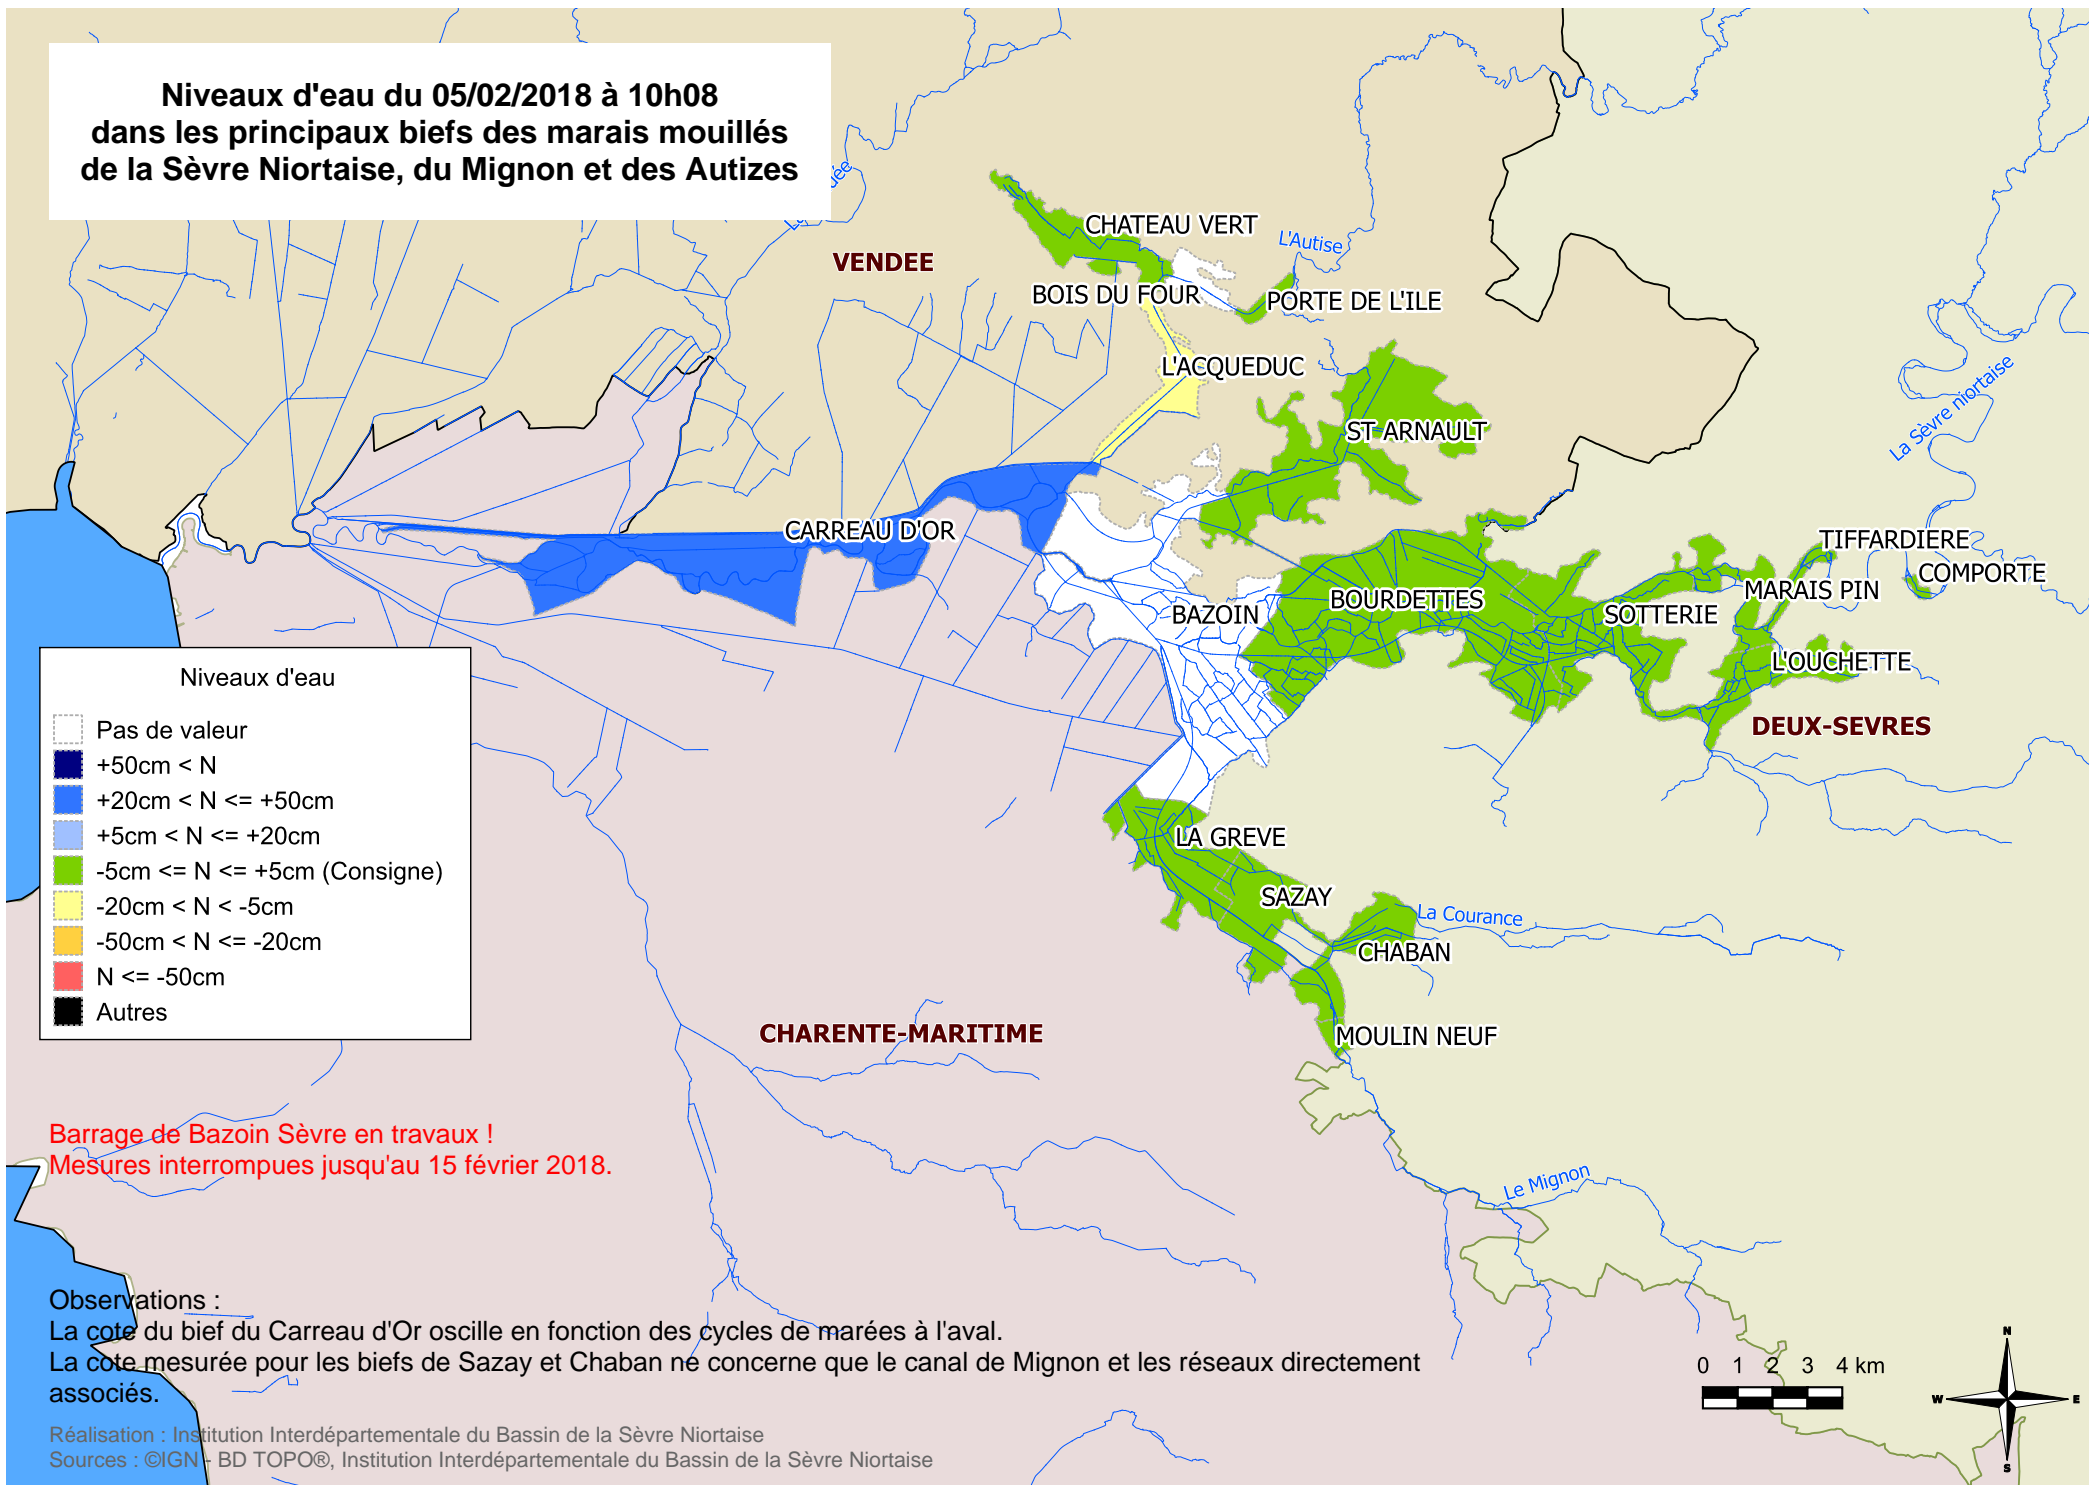 Niveaux d'eau du 05/02/2018 à 10h08
dans les principaux biefs des marais mouillés
de la Sèvre Niortaise, du Mignon et des Autizes
CHATEAU VERT
L'Autise
VENDEE
BOIS DU FOUR
PORTE DE L'ILE
L'ACQUEDUC
La Sèvre niortaise
ST ARNAULT
CARREAU D'OR
TIFFARDIERE
COMPORTE
MARAIS PIN
BOURDETTES
BAZOIN
SOTTERIE
L'OUCHETTE
DEUX-SEVRES
Niveaux d'eau
Pas de valeur
+50cm < N
+20cm < N <= +50cm
+5cm < N <= +20cm
-5cm <= N <= +5cm (Consigne)
-20cm < N < -5cm
-50cm < N <= -20cm
N <= -50cm
Autres
LA GREVE
SAZAY
La Courance
CHABAN
CHARENTE-MARITIME
MOULIN NEUF
Le Mignon
Barrage de Bazoin Sèvre en travaux !
Mesures interrompues jusqu'au 15 février 2018.
Observations :
La cote du bief du Carreau d'Or oscille en fonction des cycles de marées à l'aval.
La cote mesurée pour les biefs de Sazay et Chaban ne concerne que le canal de Mignon et les réseaux directement
associés.
Réalisation : Institution Interdépartementale du Bassin de la Sèvre Niortaise
Sources : ©IGN - BD TOPO®, Institution Interdépartementale du Bassin de la Sèvre Niortaise
0 1 2 3 4 km
N
W E
S